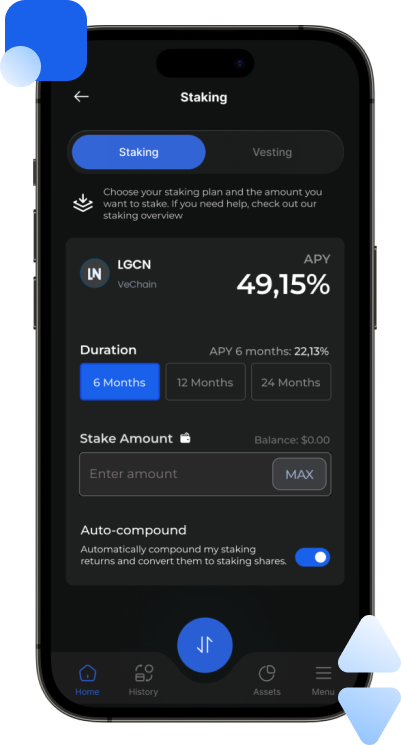 Staking
Staking Vesting
Choose your staking plan and the amount you
want to stake. If you need help, check out our
staking overview
LN
LGCN
VeChain
APY
49,15%
Duration
APY 6 months: 22,13%
6 Months 12 Months 24 Months
Stake Amount
Balance: $0.00
Enter amount
MAX
Auto-compound
Automatically compound my staking
returns and convert them to staking shares.
Home History Assets Menu